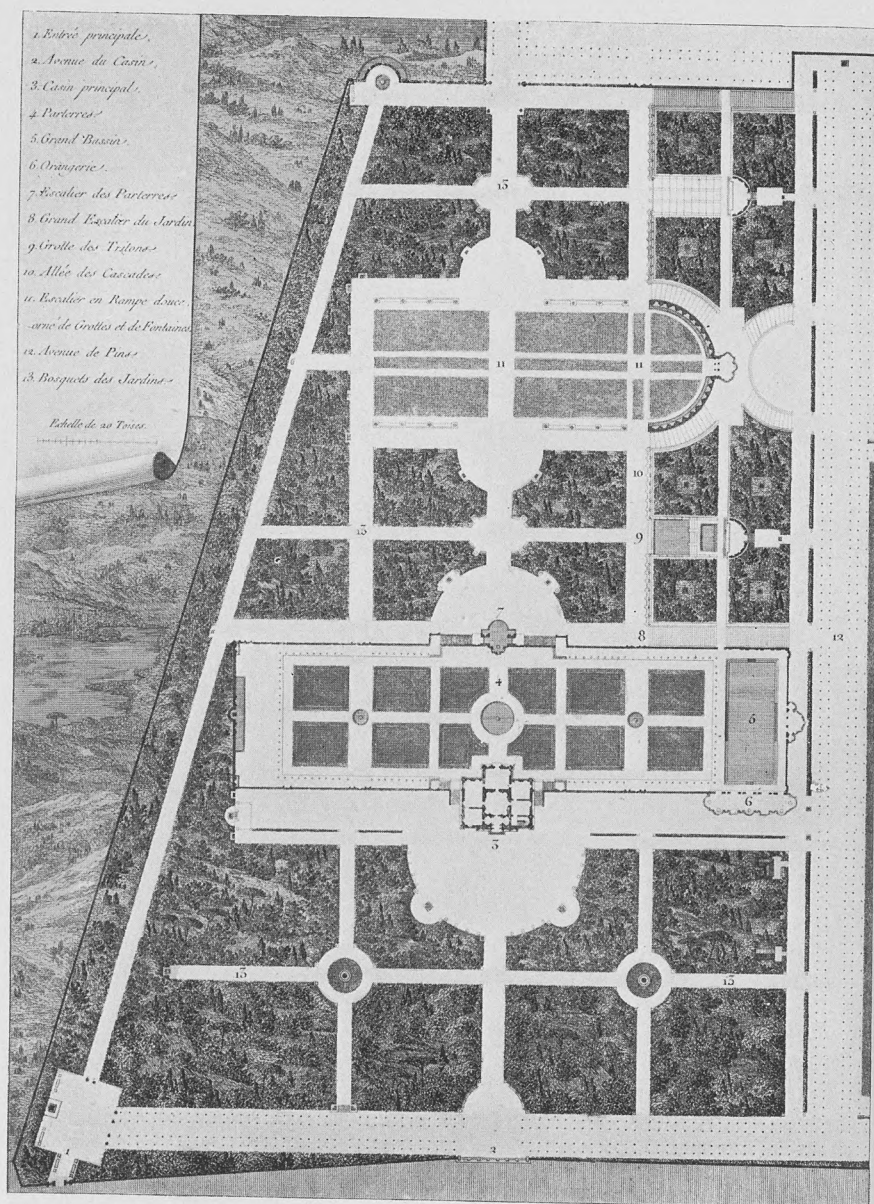 1. Entrée principale.
2. Avenue du Casin.
3. Casin principal.
4. Parterres
5. Grand Bassin.
6. Orangerie.
7. Escalier des Parterres
8. Grand Escalier du Jardin
9. Grotte des Tritons
10. Allée des Cascades
11. Escalier en Rampe douce
orné de Grottes et de Fontaines
12. Avenue de Pins
13. Bosquets des Jardins
Echelle de 20 Toises.
13
11
11
10
13
9
7
8
12
4
5
6
3
13
13
1
2